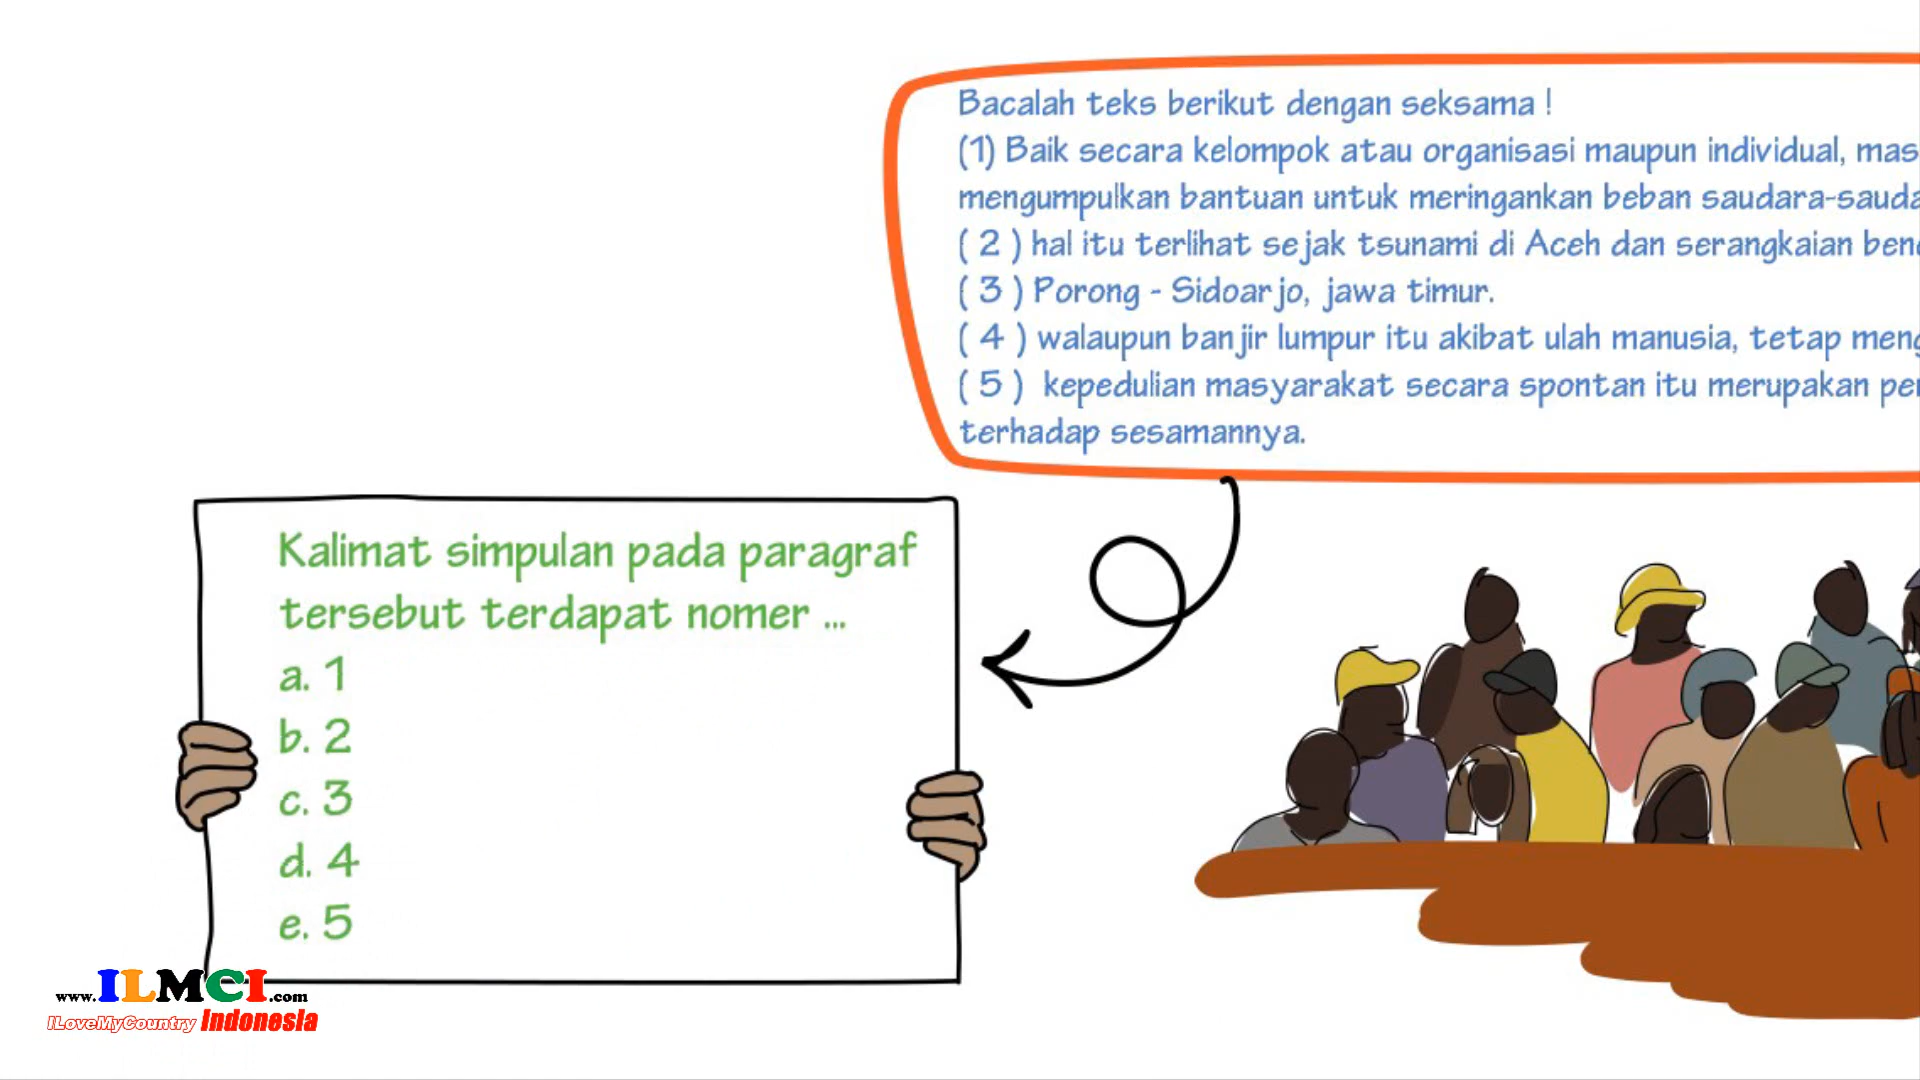 Bacalah teks berikut dengan seksama !
(1) Baik secara kelompok atau organisasi maupun individual,
mengumpulkan bantuan untuk meringankan beban
( 2 ) hal itu terlihat sejak tsunami di Aceh dan serangkaian
( 3 ) Porong - Sidoarjo, jawa timur.
( 4 ) walaupun banjir lumpur itu akibat ulah manusia, tetap
( 5 ) kepedulian masyarakat secara spontan itu merupakan
terhadap sesamannya.
Kalimat simpulan pada paragraf
tersebut terdapat nomer ...
a. 1
b. 2
c. 3
d. 4
e. 5
www.ILMCI.com
ILoveMyCountry Indonesia